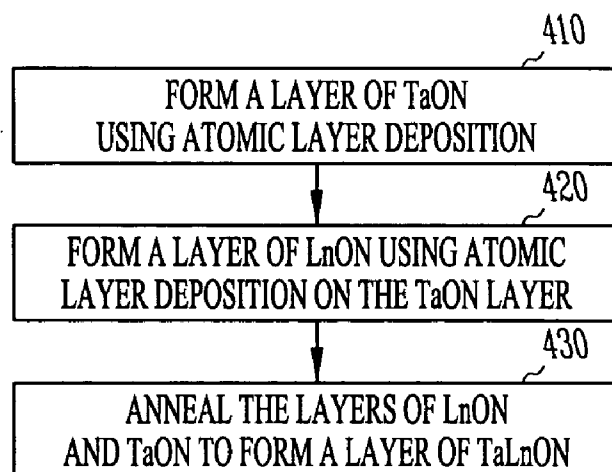 410
FORM A LAYER OF TaON
USING ATOMIC LAYER DEPOSITION
420
FORM A LAYER OF LnON USING ATOMIC
LAYER DEPOSITION ON THE TaON LAYER
430
ANNEAL THE LAYERS OF LnON
AND TaON TO FORM A LAYER OF TaLnON